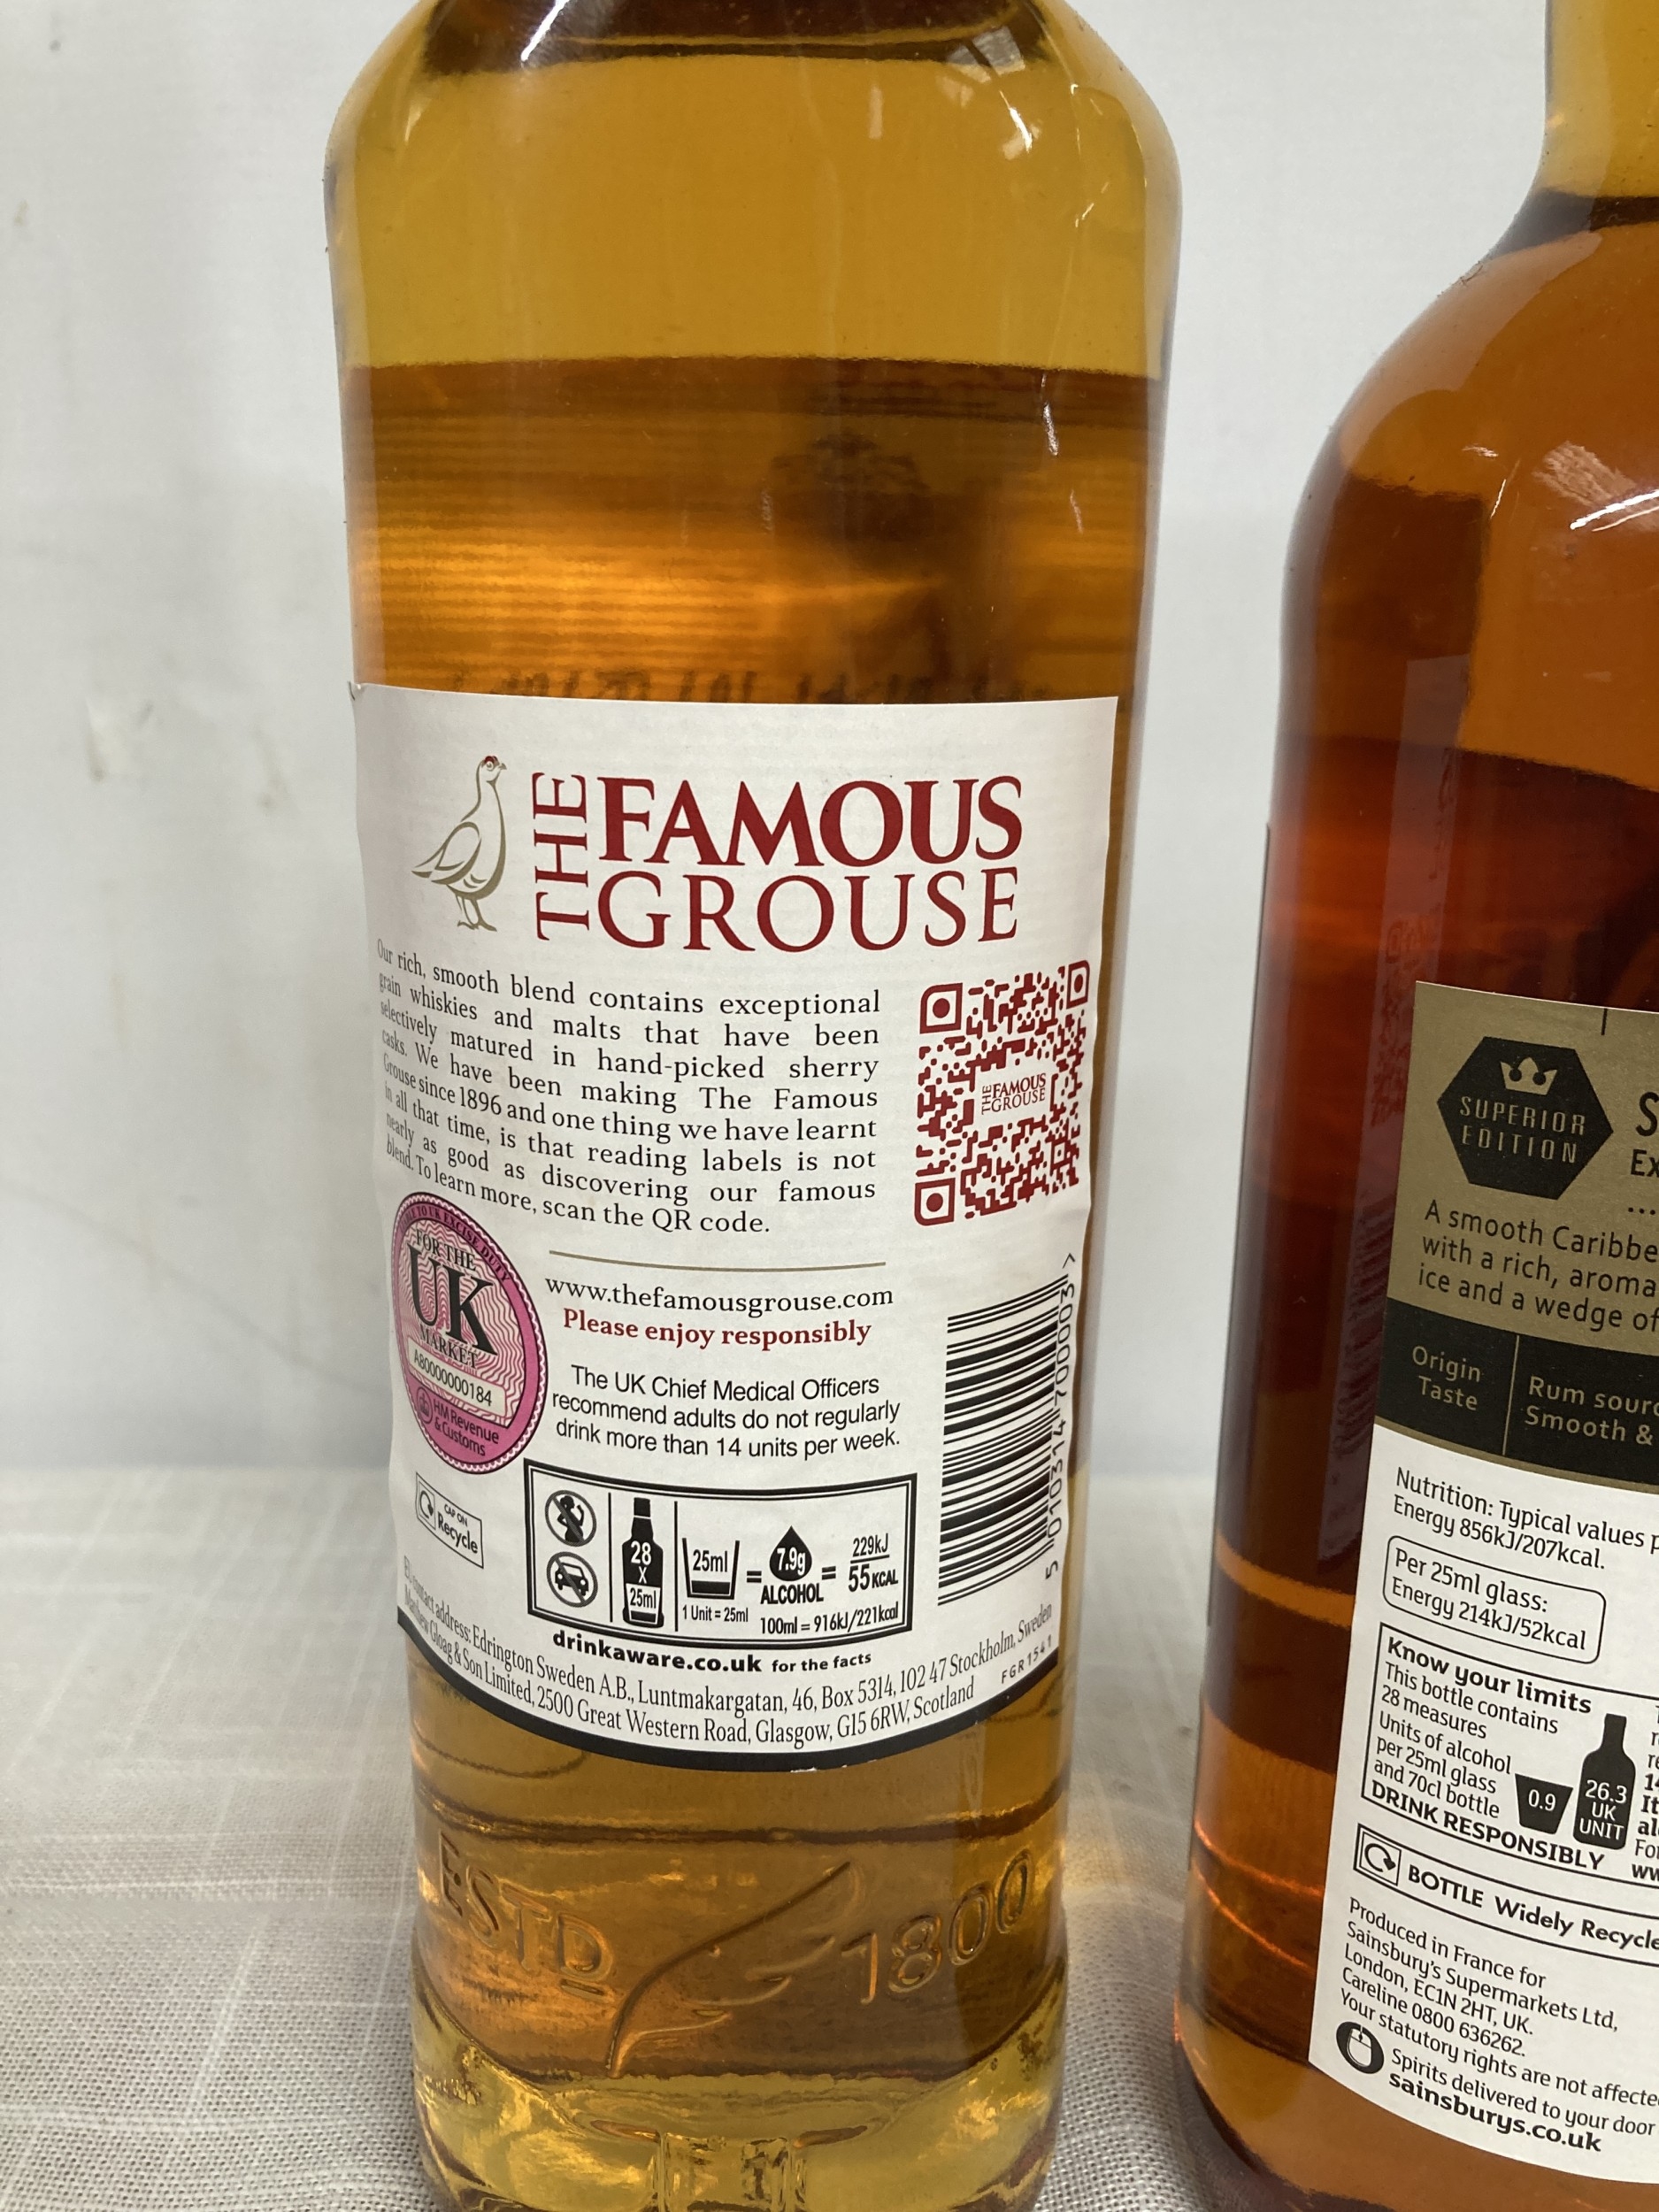 THE FAMOUS
GROUSE
Our rich, smooth blend contains exceptional
grain whiskies and malts that have been
selectively matured in hand-picked sherry
casks. We have been making The Famous
Grouse since 1896 and one thing we have learnt
in all that time, is that reading labels is not
nearly as good as discovering our famous
blend. To learn more, scan the QR code.
THE FAMOUS
GROUSE
www.thefamousgrouse.com
Please enjoy responsibly
UK EXCISE DUTY
FOR THE
UK
MARKET
A80000000184
HM Revenue
& Customs
The UK Chief Medical Officers
recommend adults do not regularly
drink more than 14 units per week.
5 010314 700003 >
CAP ON
Recycle
28
X
25ml
25ml
1 Unit = 25ml
=
7.9g
ALCOHOL
=
229kJ
55KCAL
100ml = 916kJ/221kcal
drinkaware.co.uk for the facts
EU contact address: Edrington Sweden A.B., Luntmakargatan, 46, Box 5314, 102 47 Stockholm, Sweden
Matthew Gloag & Son Limited, 2500 Great Western Road, Glasgow, G15 6RW, Scotland
FGR1541
ESTD 1800
SUPERIOR
EDITION
S
Ex
A smooth Caribbe
with a rich, aroma
ice and a wedge of
Origin
Taste
Rum sourc
Smooth &
Nutrition: Typical values p
Energy 856kJ/207kcal.
Per 25ml glass:
Energy 214kJ/52kcal
Know your limits
This bottle contains
28 measures
Units of alcohol
per 25ml glass
and 70cl bottle
0.9
26.3
UK
UNIT
DRINK RESPONSIBLY
14
It
al
Fo
ww
BOTTLE Widely Recycle
Produced in France for
Sainsbury's Supermarkets Ltd,
London, EC1N 2HT, UK.
Careline 0800 636262.
Your statutory rights are not affecte
Spirits delivered to your door
sainsburys.co.uk